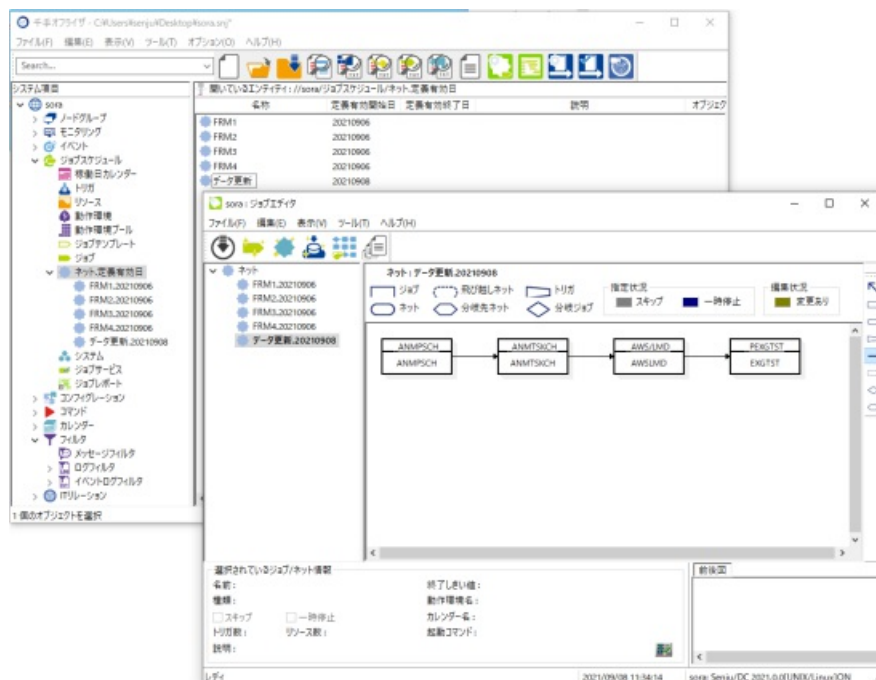 千手オフライザ - C:¥Users¥senju¥Desktop¥sora.snj*
ファイル(F) 編集(E) 表示(V) ツール(T) オプション(O) ヘルプ(H)
Search...
システム項目
開いているエンティティ: //sora/ジョブスケジュール/ネット.定義有効日
名称 定義有効開始日 定義有効終了日 説明 オブジェク
sora
ノードグループ
モニタリング
イベント
ジョブスケジュール
稼働日カレンダー
トリガ
リソース
動作環境
動作環境プール
ジョブテンプレート
ジョブ
ネット.定義有効日
FRM1.20210906
FRM2.20210906
FRM3.20210906
FRM4.20210906
データ更新.20210908
システム
ジョブサービス
ジョブレポート
コンフィグレーション
コマンド
カレンダー
フィルタ
メッセージフィルタ
ログフィルタ
イベントログフィルタ
ITリレーション
1 個のオブジェクトを選択
FRM1 20210906
FRM2 20210906
FRM3 20210906
FRM4 20210906
データ更新 20210908
sora : ジョブエディタ
ファイル(F) 編集(E) 表示(V) ツール(T) ヘルプ(H)
ネット
FRM1.20210906
FRM2.20210906
FRM3.20210906
FRM4.20210906
データ更新.20210908
ネット : データ更新.20210908
ジョブ 飛び越しネット トリガ
ネット 分岐先ネット 分岐ジョブ
指定状況
スキップ 一時停止
編集状況
変更あり
ANMPSCH ANMTSKCH AWS/LMD PEXGTST
ANMPSCH ANMTSKCH AWSLMD EXGTST
選択されているジョブ/ネット情報
名前 : 終了しきい値 :
種類 : 動作環境名 :
スキップ 一時停止 カレンダー名 :
トリガ数 : リソース数 : 起動コマンド :
説明 :
前後図
レディ 2021/09/08 11:34:14 sora: Senju/DC 2021.0.0[UNIX/Linux]ON